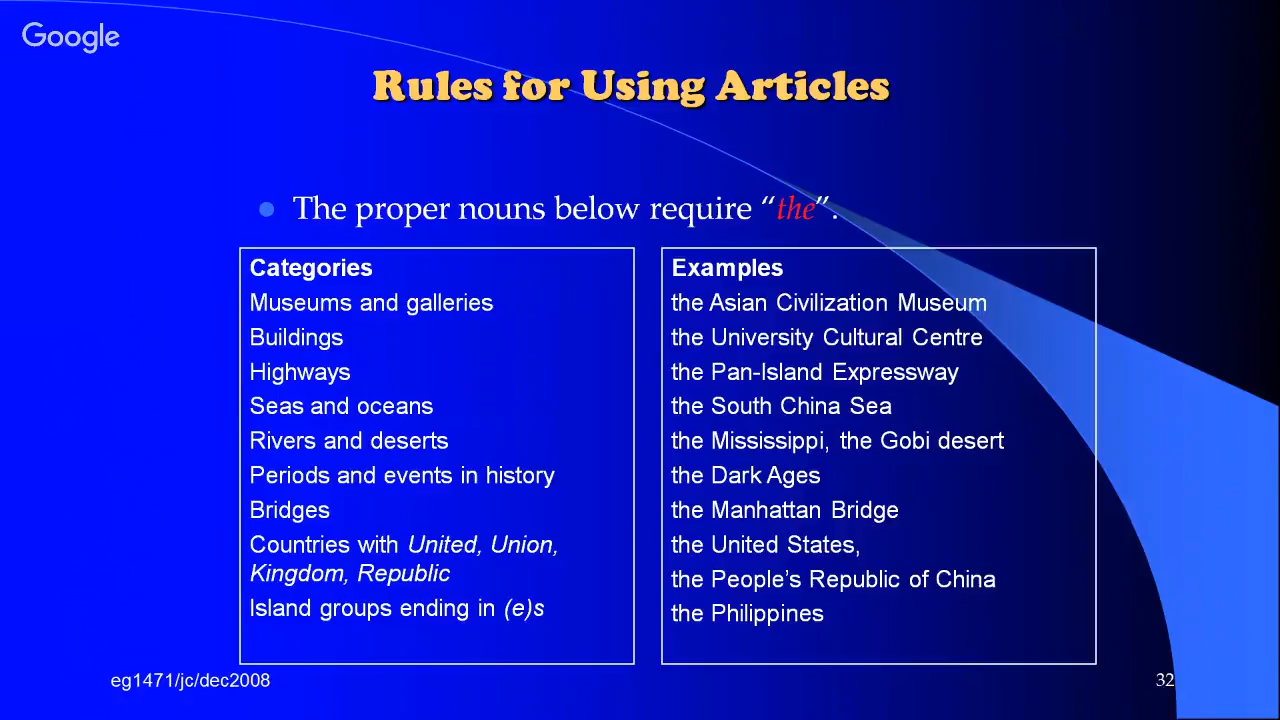 Google
Rules for Using Articles
The proper nouns below require “the”.
Categories
Museums and galleries
Buildings
Highways
Seas and oceans
Rivers and deserts
Periods and events in history
Bridges
Countries with United, Union,
Kingdom, Republic
Island groups ending in (e)s
Examples
the Asian Civilization Museum
the University Cultural Centre
the Pan-Island Expressway
the South China Sea
the Mississippi, the Gobi desert
the Dark Ages
the Manhattan Bridge
the United States,
the People’s Republic of China
the Philippines
eg1471/jc/dec2008
32